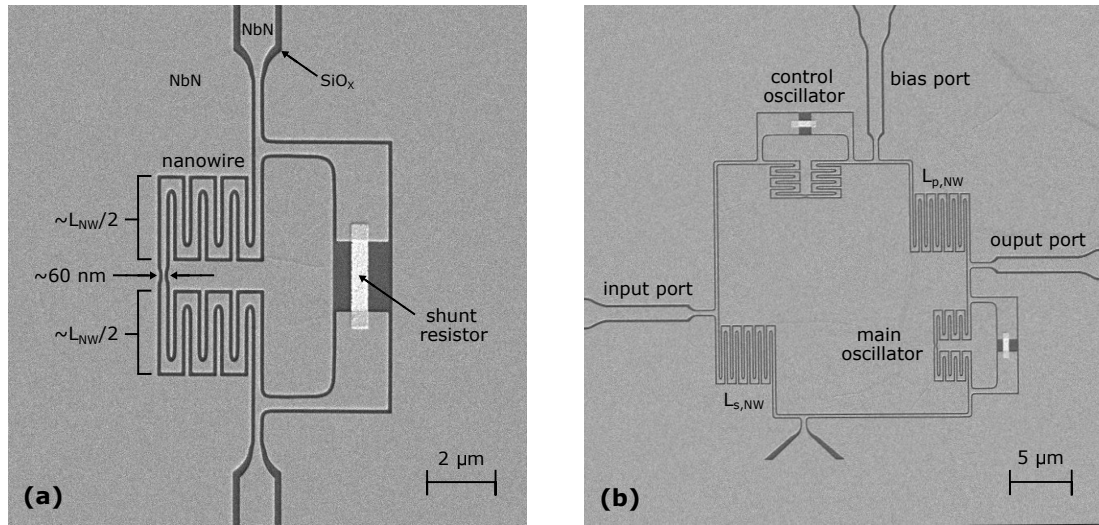 NbN
NbN
SiOx
nanowire
~LNW/2
~60 nm
~LNW/2
shunt
resistor
2 µm
(a)
control
oscillator
bias port
Lp,NW
ouput port
input port
main
oscillator
Ls,NW
5 µm
(b)